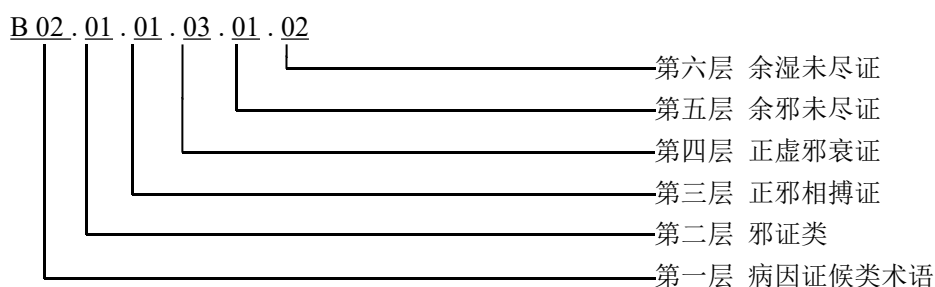 B 02 . 01 . 01 . 03 . 01 . 02
第六层 余湿未尽证
第五层 余邪未尽证
第四层 正虚邪衰证
第三层 正邪相搏证
第二层 邪证类
第一层 病因证候类术语